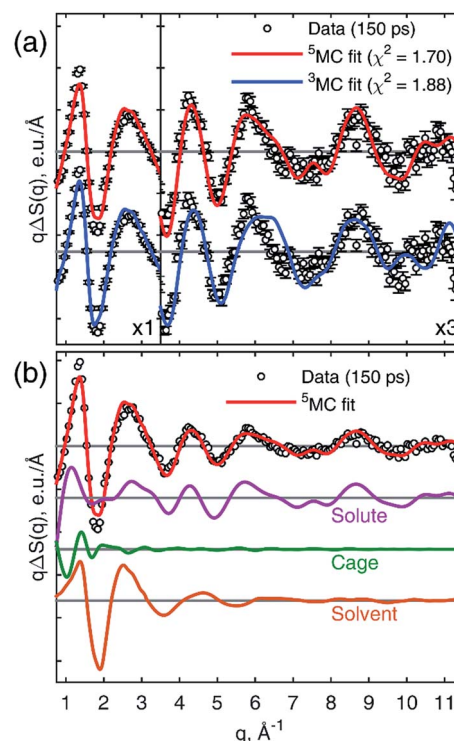 (a)
Data (150 ps)
⁵MC fit (χ² = 1.70)
³MC fit (χ² = 1.88)
qΔS(q), e.u./Å
x1
x3
(b)
Data (150 ps)
⁵MC fit
qΔS(q), e.u./Å
Solute
Cage
Solvent
1 2 3 4 5 6 7 8 9 10 11
q, Å⁻¹